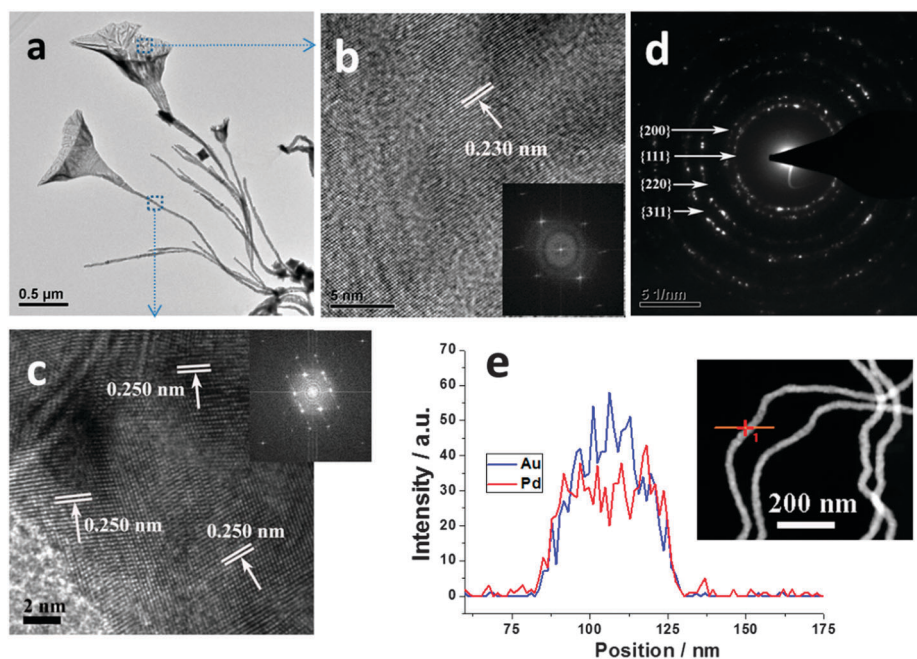 a
0.5 µm
b
0.230 nm
5 nm
d
{200}
{111}
{220}
{311}
5 1/nm
c
0.250 nm
0.250 nm
0.250 nm
2 nm
e
Intensity / a.u.
70
60
50
40
30
20
10
0
Au
Pd
1
200 nm
75
100
125
150
175
Position / nm